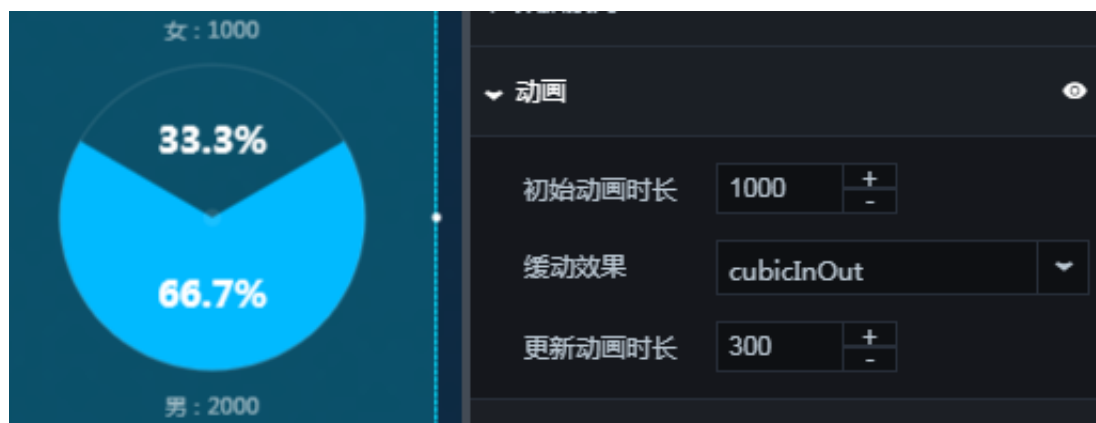 女 : 1000
33.3%
66.7%
男 : 2000
动画
初始动画时长 1000 + -
缓动效果 cubicInOut
更新动画时长 300 + -